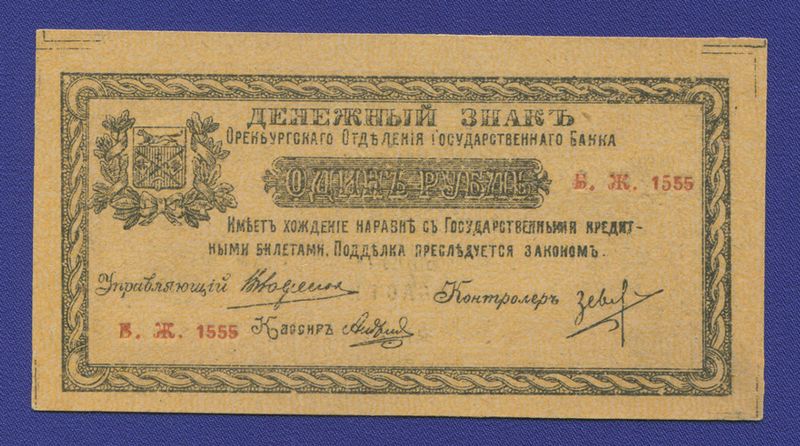 ДЕНЕЖНЫЙ ЗНАКЪ
ОРЕНБУРГСКАГО ОТДѢЛЕНІЯ ГОСУДАРСТВЕННАГО БАНКА
ОДИНЪ РУБЛЬ
Б. Ж. 1555
ИМѢЕТЪ ХОЖДЕНІЕ НАРАВНѢ СЪ ГОСУДАРСТВЕННЫМИ КРЕДИТ-
НЫМИ БИЛЕТАМИ. ПОДДѢЛКА ПРЕСЛѢДУЕТСЯ ЗАКОНОМЪ.
Управляющій
Контролеръ
Б. Ж. 1555 Кассиръ